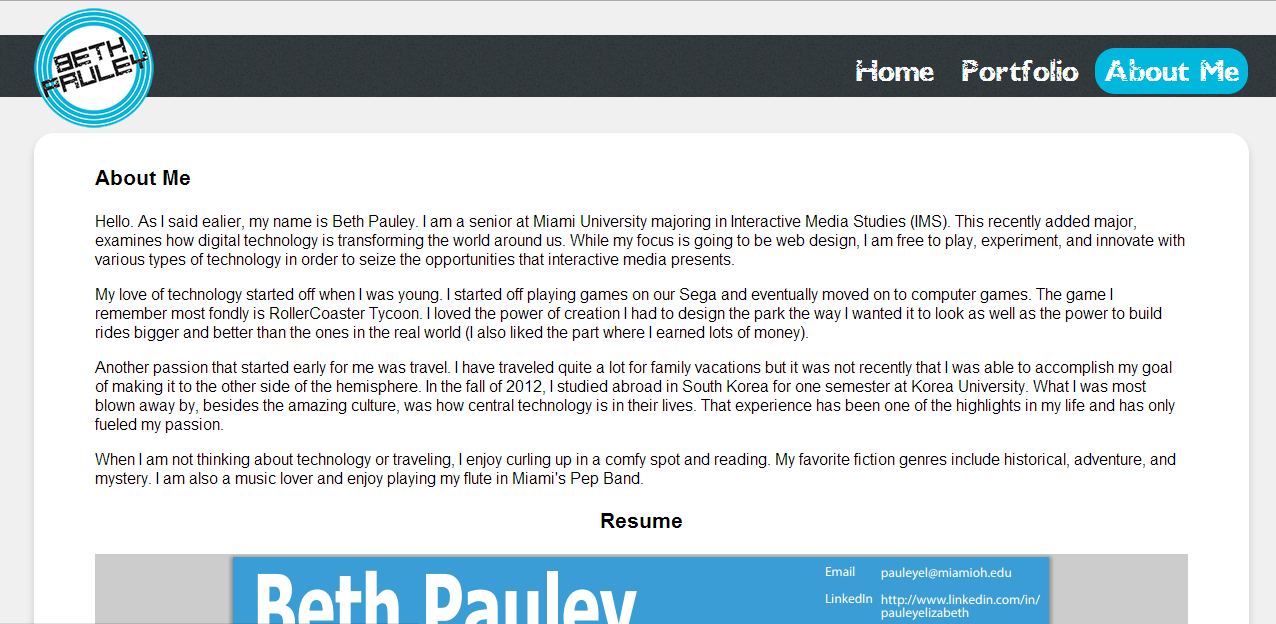 BETH
PAULEY
Home Portfolio About Me
About Me
Hello. As I said ealier, my name is Beth Pauley. I am a senior at Miami University majoring in Interactive Media Studies (IMS). This recently added major,
examines how digital technology is transforming the world around us. While my focus is going to be web design, I am free to play, experiment, and innovate with
various types of technology in order to seize the opportunities that interactive media presents.
My love of technology started off when I was young. I started off playing games on our Sega and eventually moved on to computer games. The game I
remember most fondly is RollerCoaster Tycoon. I loved the power of creation I had to design the park the way I wanted it to look as well as the power to build
rides bigger and better than the ones in the real world (I also liked the part where I earned lots of money).
Another passion that started early for me was travel. I have traveled quite a lot for family vacations but it was not recently that I was able to accomplish my goal
of making it to the other side of the hemisphere. In the fall of 2012, I studied abroad in South Korea for one semester at Korea University. What I was most
blown away by, besides the amazing culture, was how central technology is in their lives. That experience has been one of the highlights in my life and has only
fueled my passion.
When I am not thinking about technology or traveling, I enjoy curling up in a comfy spot and reading. My favorite fiction genres include historical, adventure, and
mystery. I am also a music lover and enjoy playing my flute in Miami's Pep Band.
Resume
Beth Pauley
Email pauleyel@miamioh.edu
LinkedIn http://www.linkedin.com/in/
pauleyelizabeth